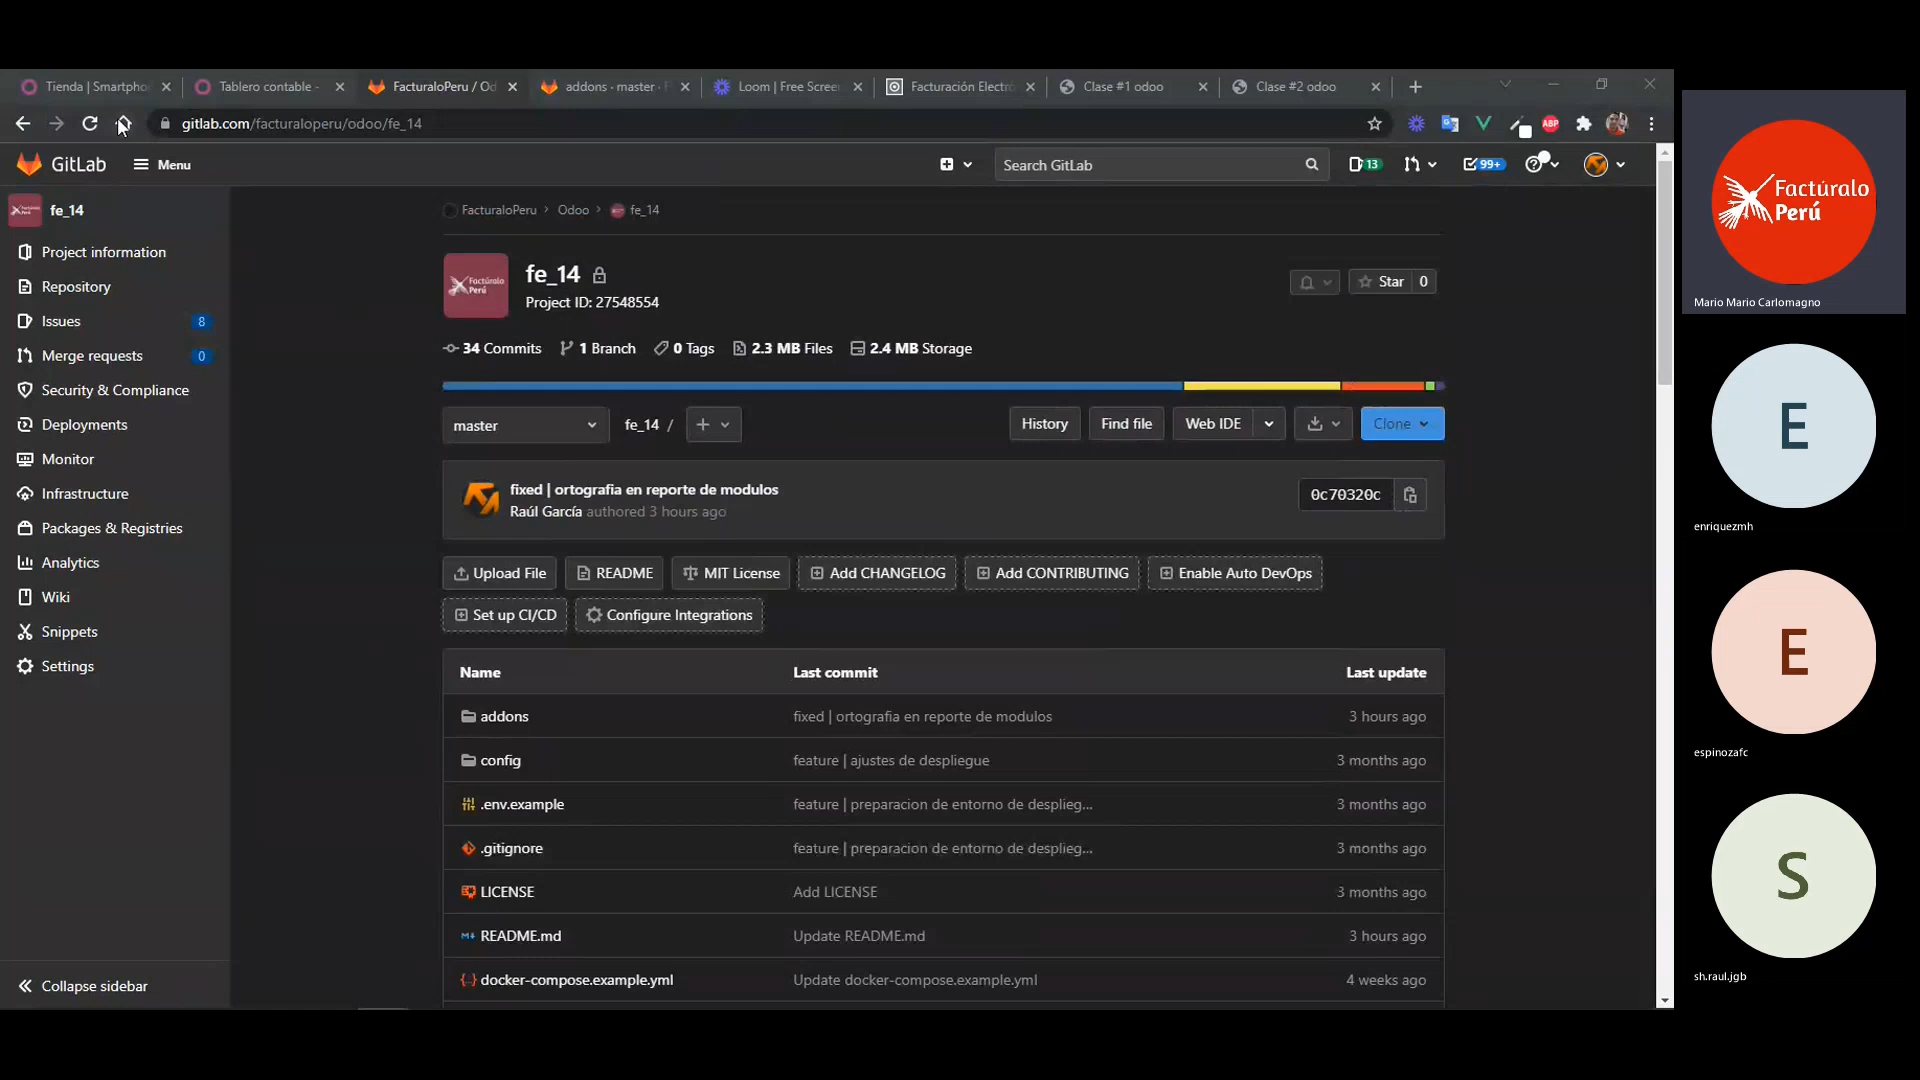 Tienda | Smartpho
Tablero contable -
FacturaloPeru / Od
addons · master · F
Loom | Free Scree
Facturación Electró
Clase #1 odoo
Clase #2 odoo
gitlab.com/facturaloperu/odoo/fe_14
ABP
GitLab
Menu
Search GitLab
13
99+
fe_14
Project information
Repository
Issues 8
Merge requests 0
Security & Compliance
Deployments
Monitor
Infrastructure
Packages & Registries
Analytics
Wiki
Snippets
Settings
Collapse sidebar
FacturaloPeru > Odoo > fe_14
Factúralo
Perú
fe_14
Project ID: 27548554
Star 0
34 Commits 1 Branch 0 Tags 2.3 MB Files 2.4 MB Storage
master
fe_14 /
History
Find file
Web IDE
Clone
fixed | ortografia en reporte de modulos
Raúl García authored 3 hours ago
0c70320c
Upload File
README
MIT License
Add CHANGELOG
Add CONTRIBUTING
Enable Auto DevOps
Set up CI/CD
Configure Integrations
Name Last commit Last update
addons fixed | ortografia en reporte de modulos 3 hours ago
config feature | ajustes de despliegue 3 months ago
.env.example feature | preparacion de entorno de desplieg... 3 months ago
.gitignore feature | preparacion de entorno de desplieg... 3 months ago
LICENSE Add LICENSE 3 months ago
README.md Update README.md 3 hours ago
docker-compose.example.yml Update docker-compose.example.yml 4 weeks ago
Factúralo
Perú
Mario Mario Carlomagno
E
enriquezmh
E
espinozafc
S
sh.raul.jgb